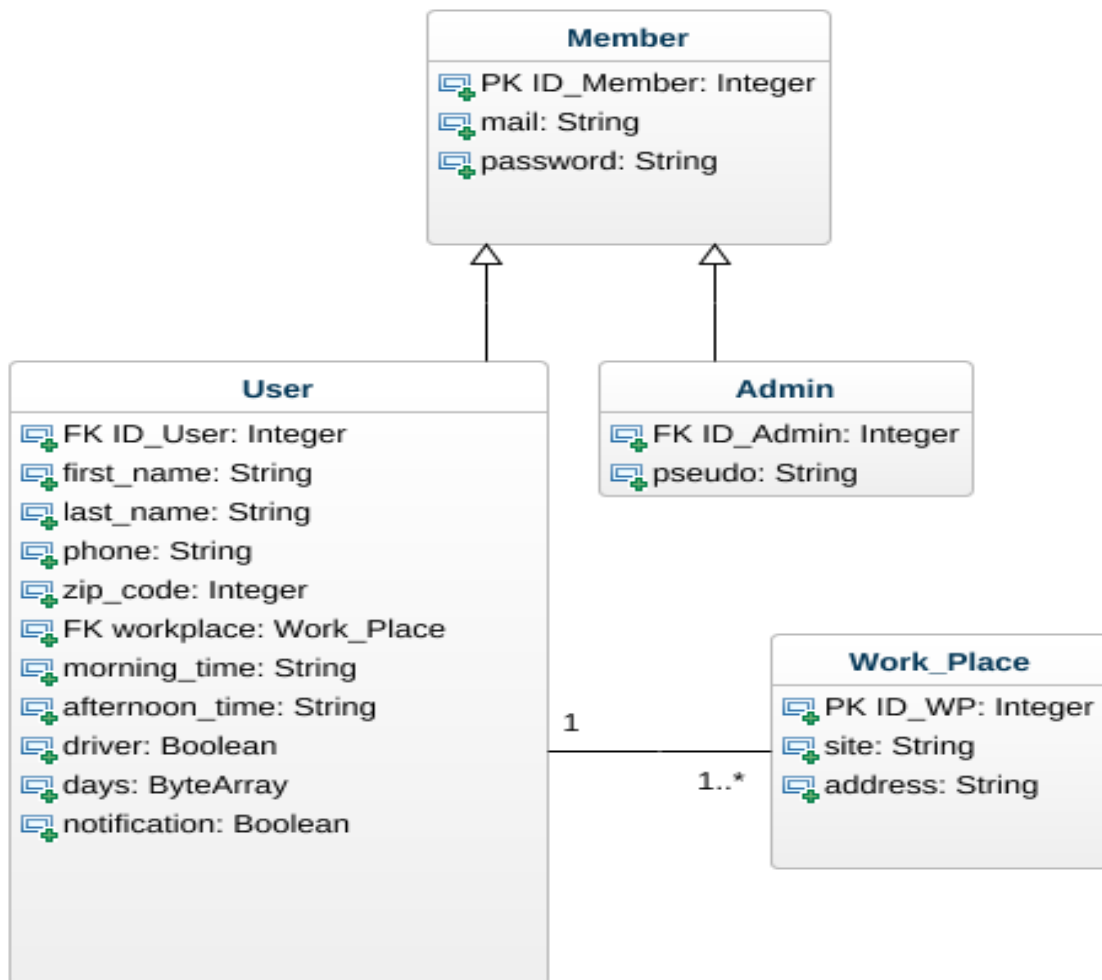 Member
PK ID_Member: Integer
mail: String
password: String
User
FK ID_User: Integer
first_name: String
last_name: String
phone: String
zip_code: Integer
FK workplace: Work_Place
morning_time: String
afternoon_time: String
driver: Boolean
days: ByteArray
notification: Boolean
Admin
FK ID_Admin: Integer
pseudo: String
1
1..*
Work_Place
PK ID_WP: Integer
site: String
address: String